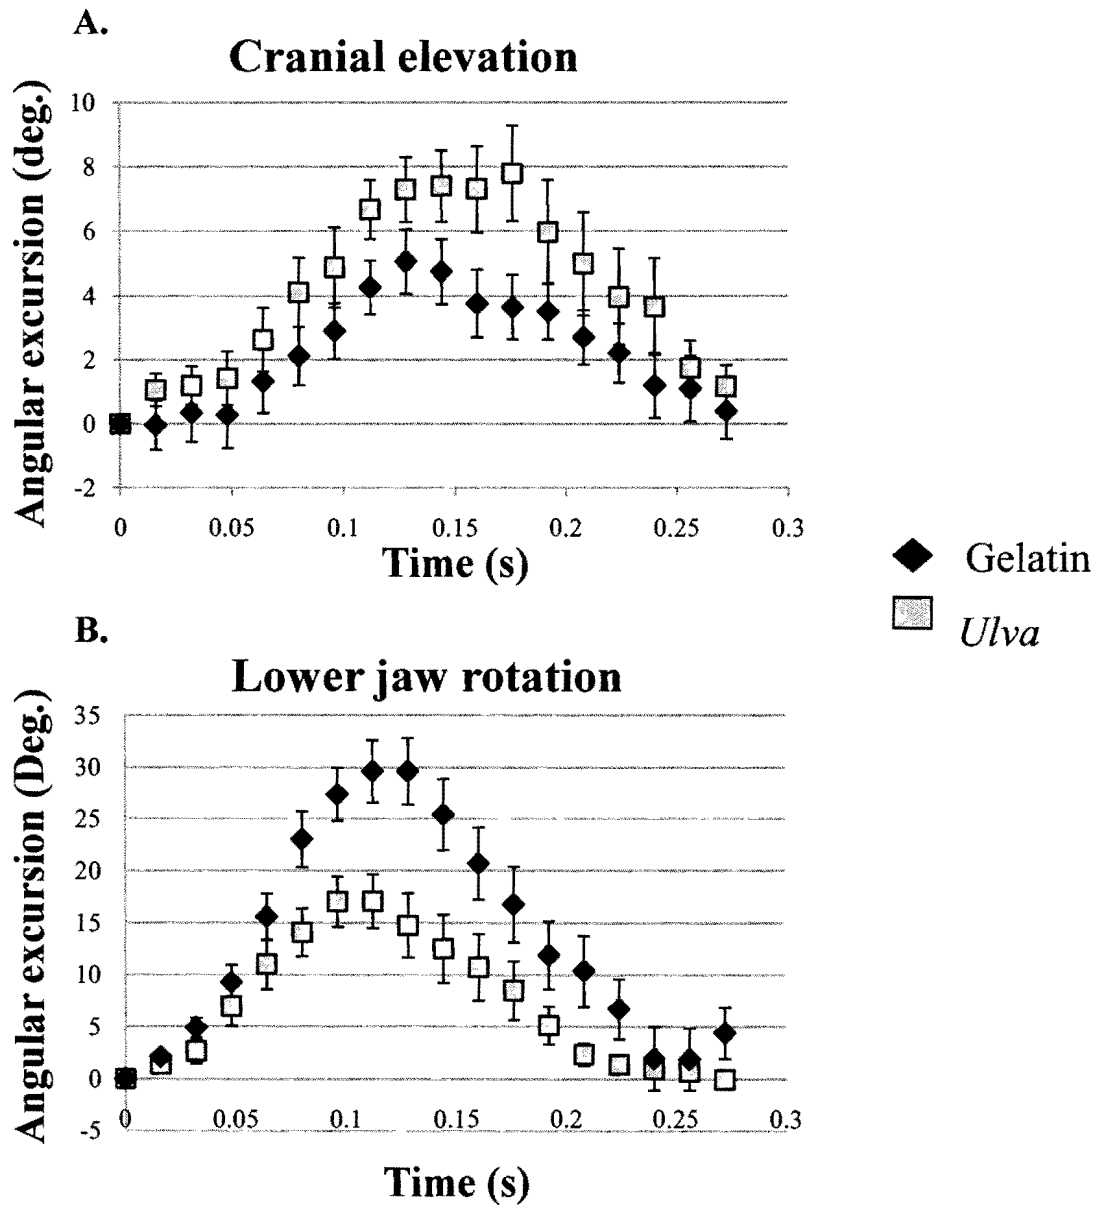 A.
Cranial elevation
Angular excursion (deg.)
10
8
6
4
2
0
-2
0 0.05 0.1 0.15 0.2 0.25 0.3
Time (s)
Gelatin
Ulva
B.
Lower jaw rotation
Angular excursion (Deg.)
35
30
25
20
15
10
5
0
-5
0 0.05 0.1 0.15 0.2 0.25 0.3
Time (s)